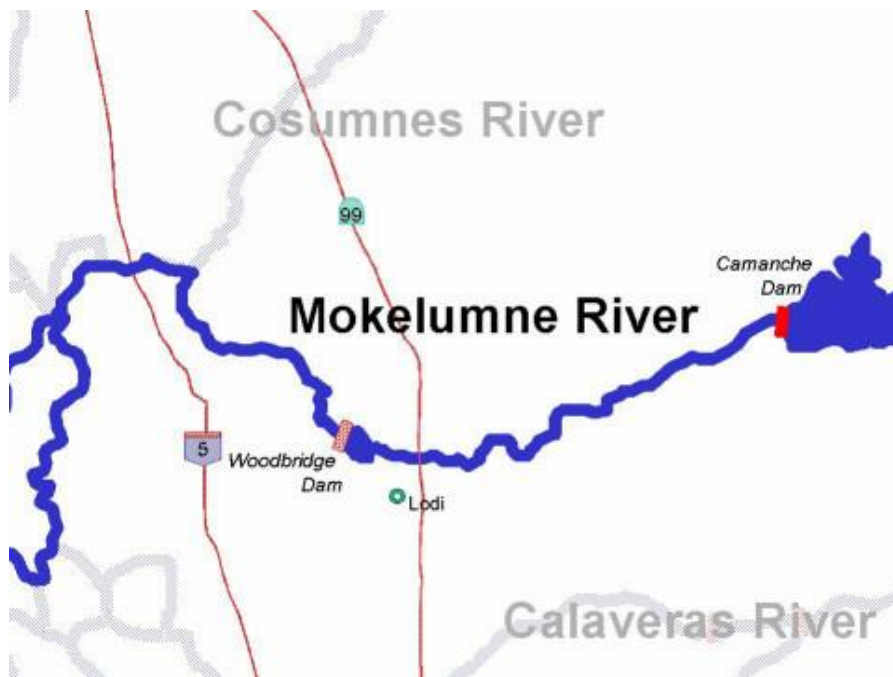 Cosumnes River
99
Camanche
Dam
Mokelumne River
5
Woodbridge
Dam
Lodi
Calaveras River